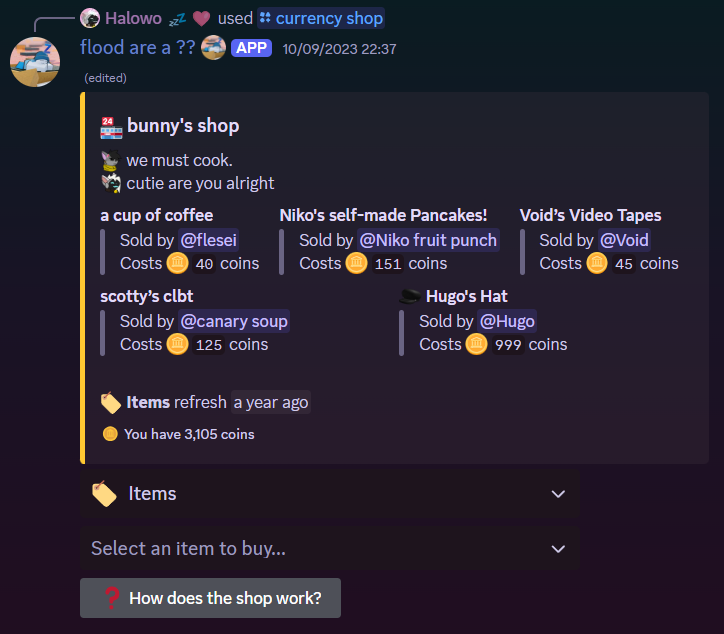 Halowo used currency shop
flood are a ?? APP 10/09/2023 22:37
(edited)
24
bunny's shop
we must cook.
cutie are you alright
a cup of coffee
Sold by @flesei
Costs 40 coins
Niko's self-made Pancakes!
Sold by @Niko fruit punch
Costs 151 coins
Void’s Video Tapes
Sold by @Void
Costs 45 coins
scotty’s clbt
Sold by @canary soup
Costs 125 coins
Hugo's Hat
Sold by @Hugo
Costs 999 coins
Items refresh a year ago
You have 3,105 coins
Items
Select an item to buy...
❓ How does the shop work?